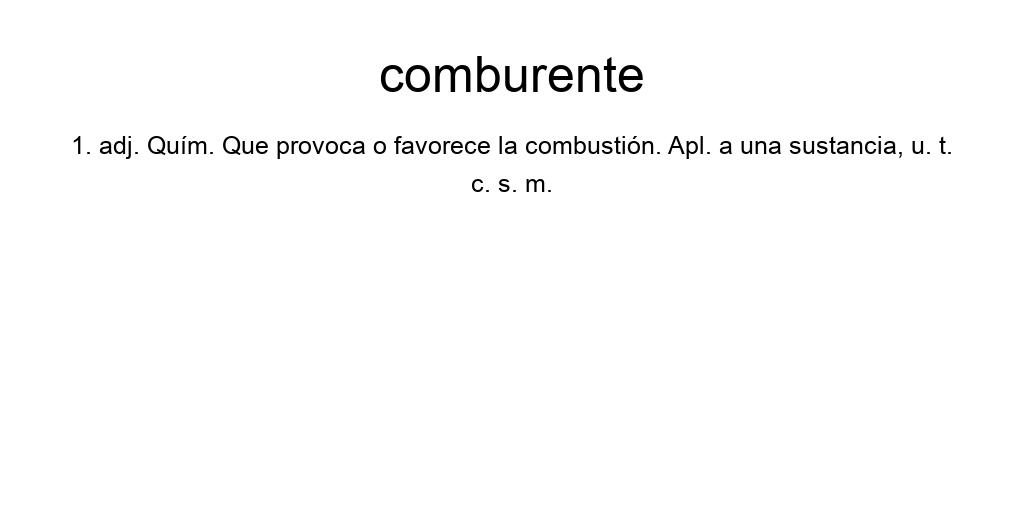 comburente
1. adj. Quím. Que provoca o favorece la combustión. Apl. a una sustancia, u. t.
c. s. m.